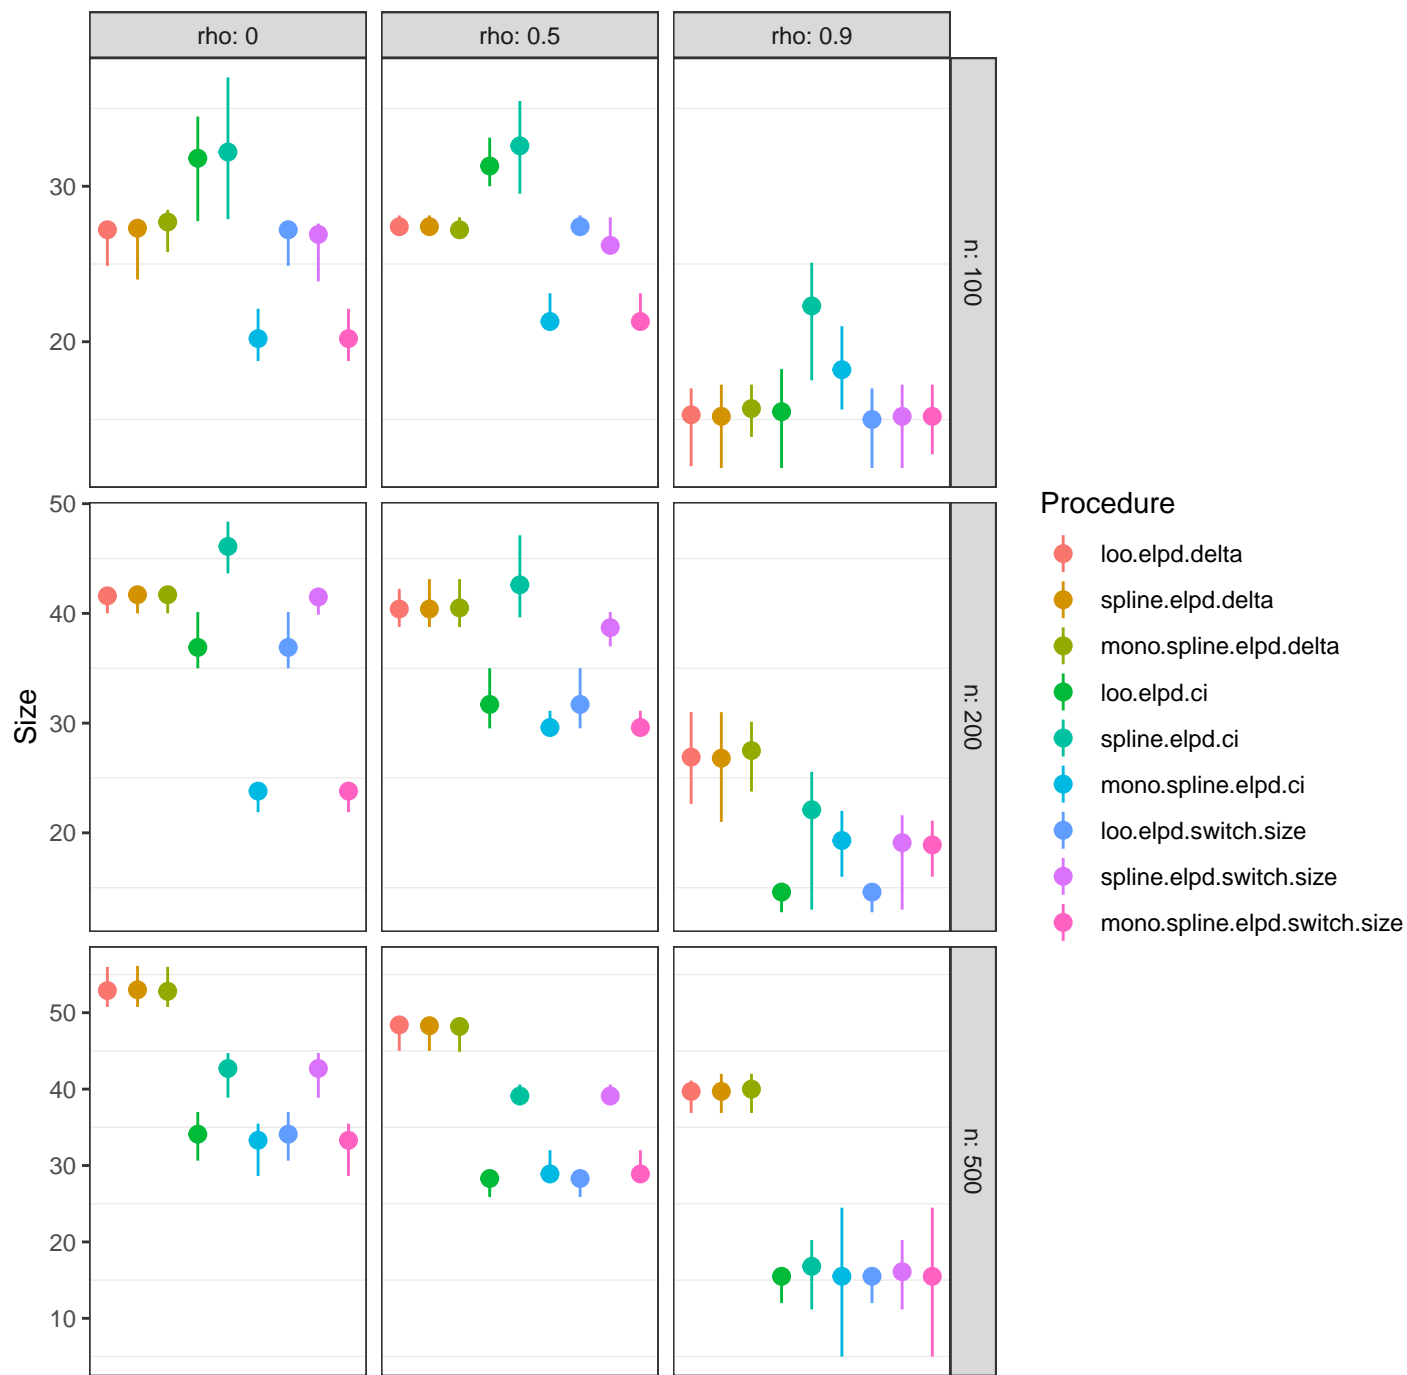 rho: 0
rho: 0.5
rho: 0.9
30
20
n: 100
50
40
30
20
n: 200
50
40
30
20
10
n: 500
Size
Procedure
loo.elpd.delta
spline.elpd.delta
mono.spline.elpd.delta
loo.elpd.ci
spline.elpd.ci
mono.spline.elpd.ci
loo.elpd.switch.size
spline.elpd.switch.size
mono.spline.elpd.switch.size